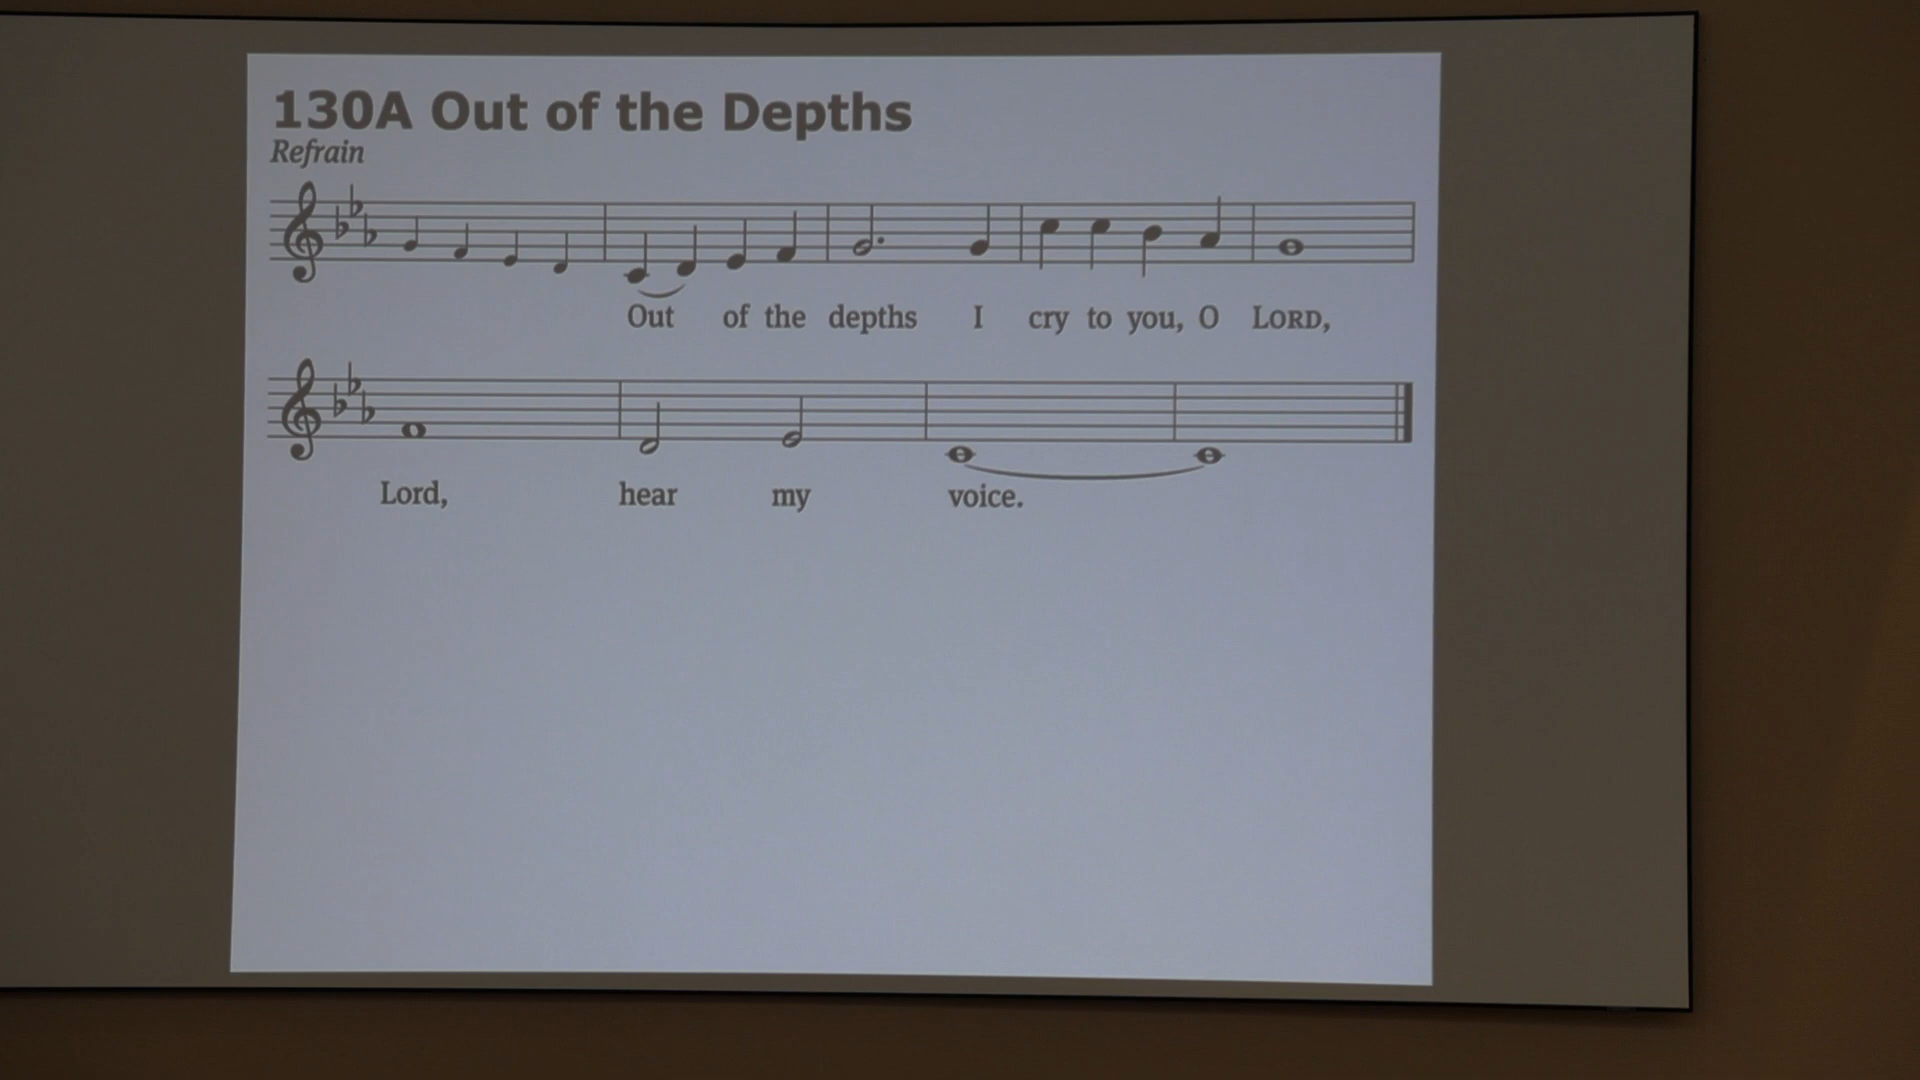 130A Out of the Depths
Refrain
Out of the depths I cry to you, O LORD,
Lord, hear my voice.